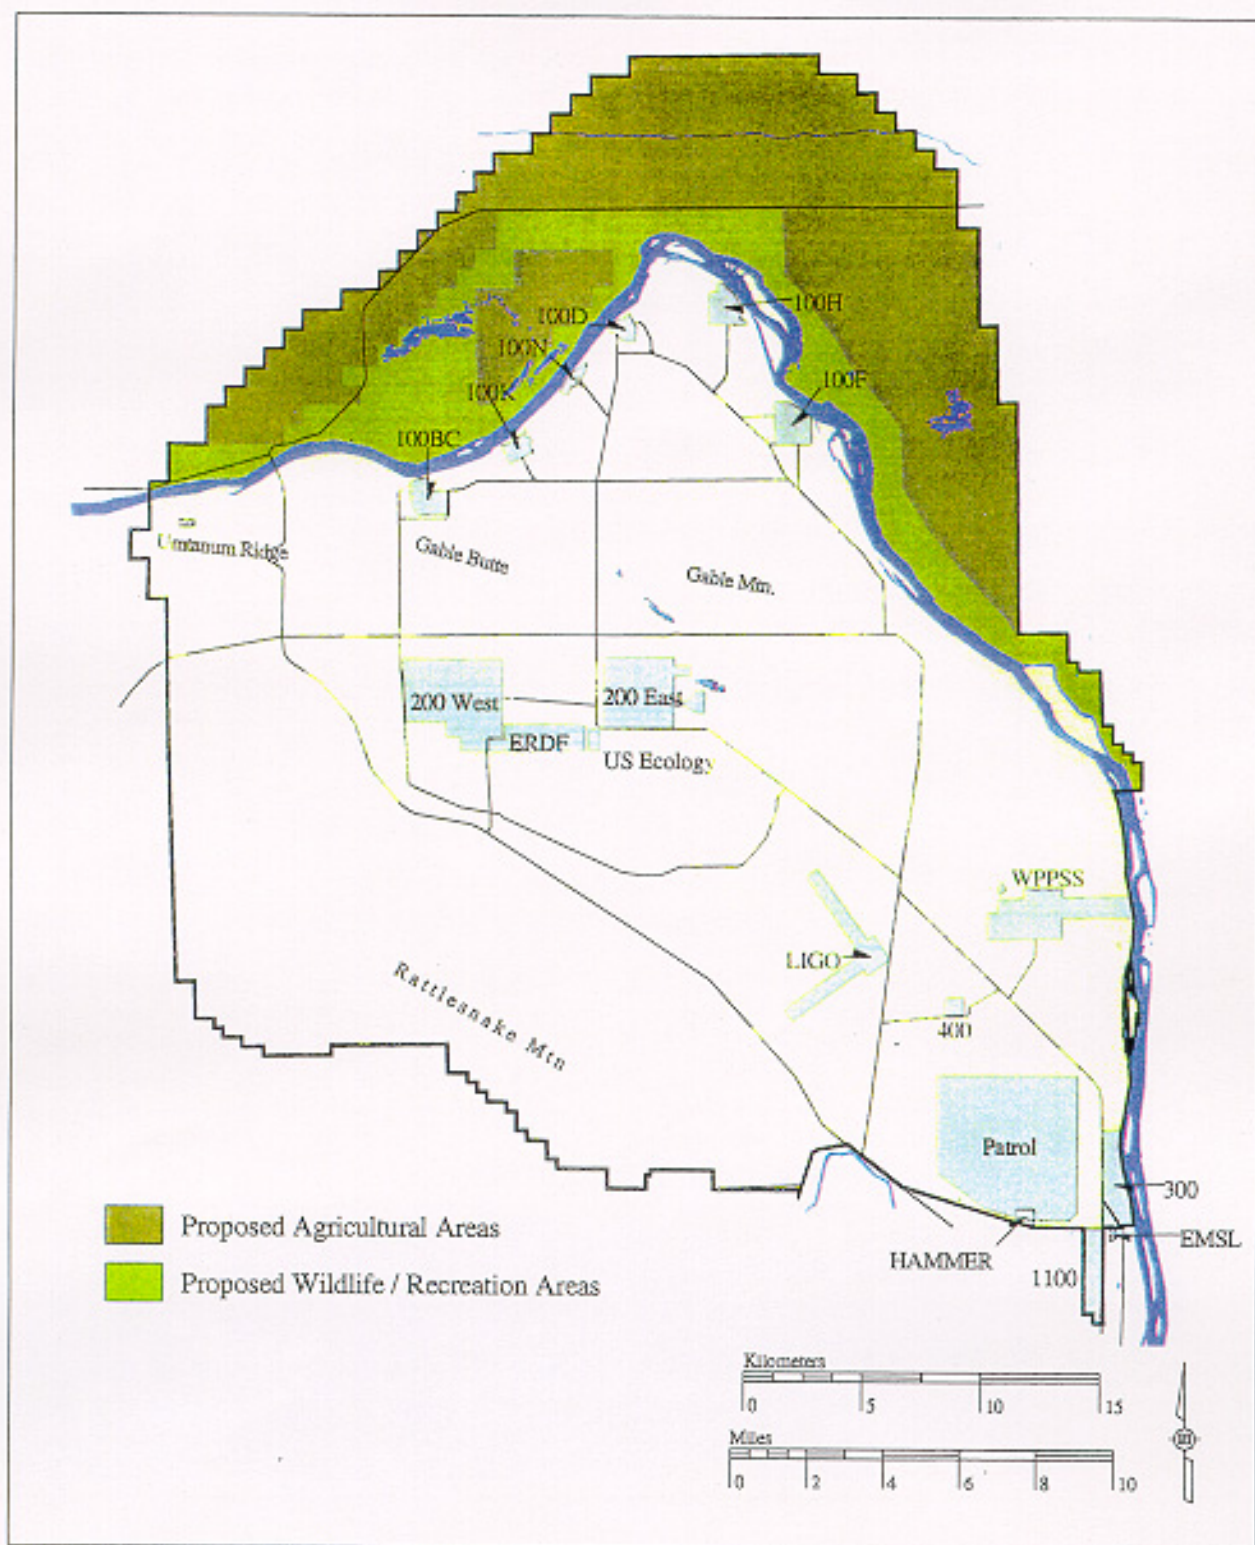 100H
100D
100N
100F
100K
100BC
Umtanum Ridge
Gable Butte
Gable Mtn.
200 West
200 East
ERDF
US Ecology
WPPSS
LIGO
Rattlesnake Mtn
400
Patrol
300
Proposed Agricultural Areas
EMSL
HAMMER
1100
Proposed Wildlife / Recreation Areas
Kilometers
0 5 10 15
Miles
0 2 4 6 8 10